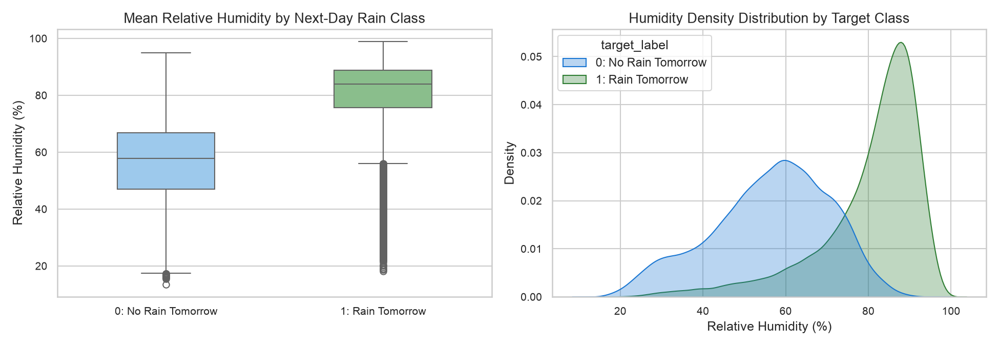 Mean Relative Humidity by Next-Day Rain Class
Relative Humidity (%)
100
80
60
40
20
0: No Rain Tomorrow
1: Rain Tomorrow
Humidity Density Distribution by Target Class
target_label
0: No Rain Tomorrow
1: Rain Tomorrow
Density
0.05
0.04
0.03
0.02
0.01
0.00
20
40
60
80
100
Relative Humidity (%)